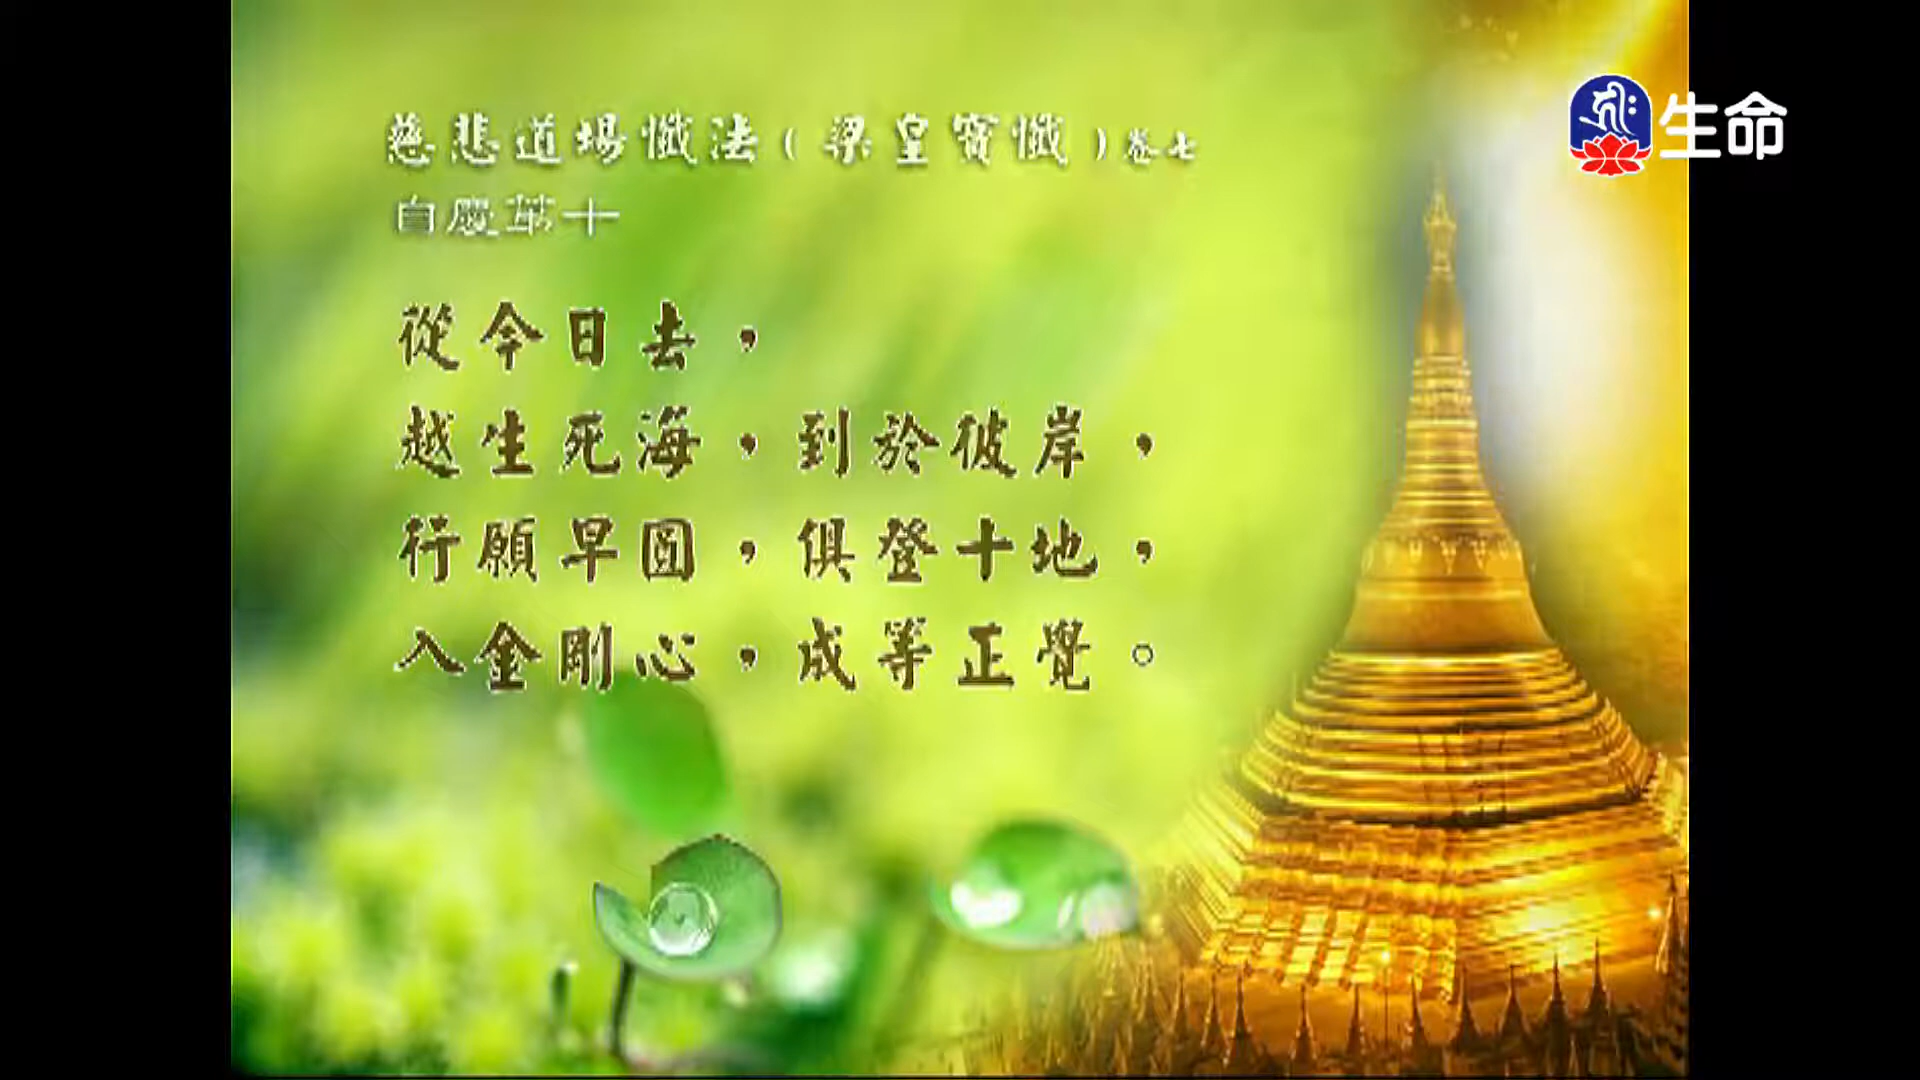 慈悲道場懺法(梁皇寶懺)卷七
自慶第十
生命
從今日去，
越生死海，到於彼岸，
行願早圓，俱登十地，
入金剛心，成等正覺。